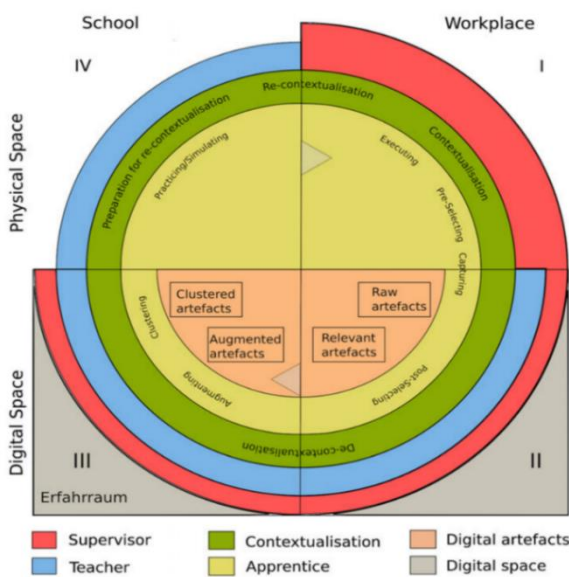 School
Workplace
IV
I
Physical Space
Digital Space
Re-contextualisation
Preparation for re-contextualisation
Contextualisation
Practicing/Simulating
Executing
Pre-Selecting
Capturing
Clustered
artefacts
Raw
artefacts
Augmented
artefacts
Relevant
artefacts
Clustering
Augmenting
Post-Selecting
De-contextualisation
III
II
Erfahrraum
Supervisor
Contextualisation
Digital artefacts
Teacher
Apprentice
Digital space